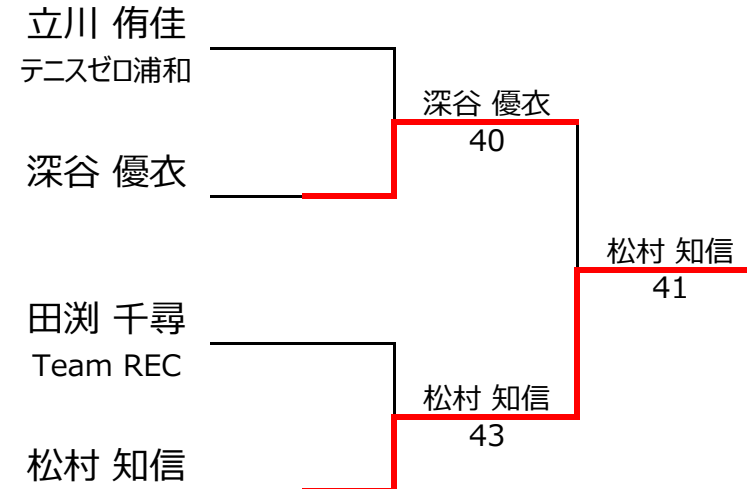 立川 侑佳
テニスゼロ浦和
深谷 優衣
40
深谷 優衣
松村 知信
41
田渕 千尋
Team REC
松村 知信
43
松村 知信